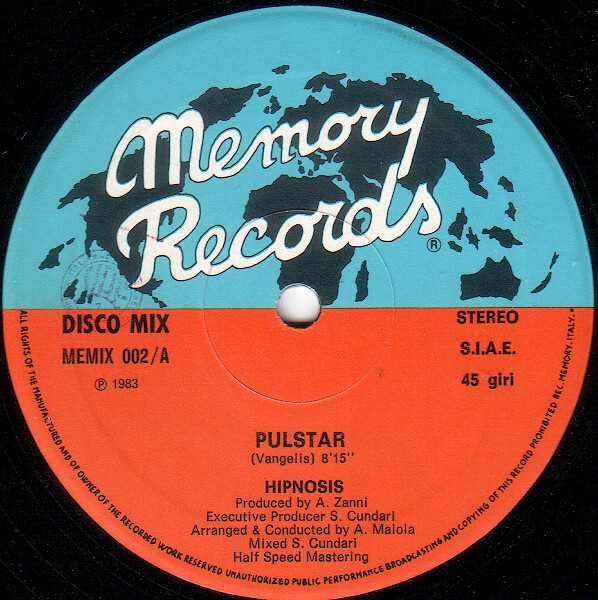 Memory
Records
®
DISCO MIX
MEMIX 002/A
℗ 1983
STEREO
S.I.A.E.
45 giri
PULSTAR
(Vangelis) 8'15''
HIPNOSIS
Produced by A. Zanni
Executive Producer S. Cundari
Arranged & Conducted by A. Maiola
Mixed S. Cundari
Half Speed Mastering
ALL RIGHTS OF THE MANUFACTURED AND OF OWNER OF THE RECORDED WORK RESERVED UNAUTHORIZED PUBLIC PERFORMANCE BROADCASTING AND COPYING OF THIS RECORD PROHIBITED REC. MEMORY. ITALY. •